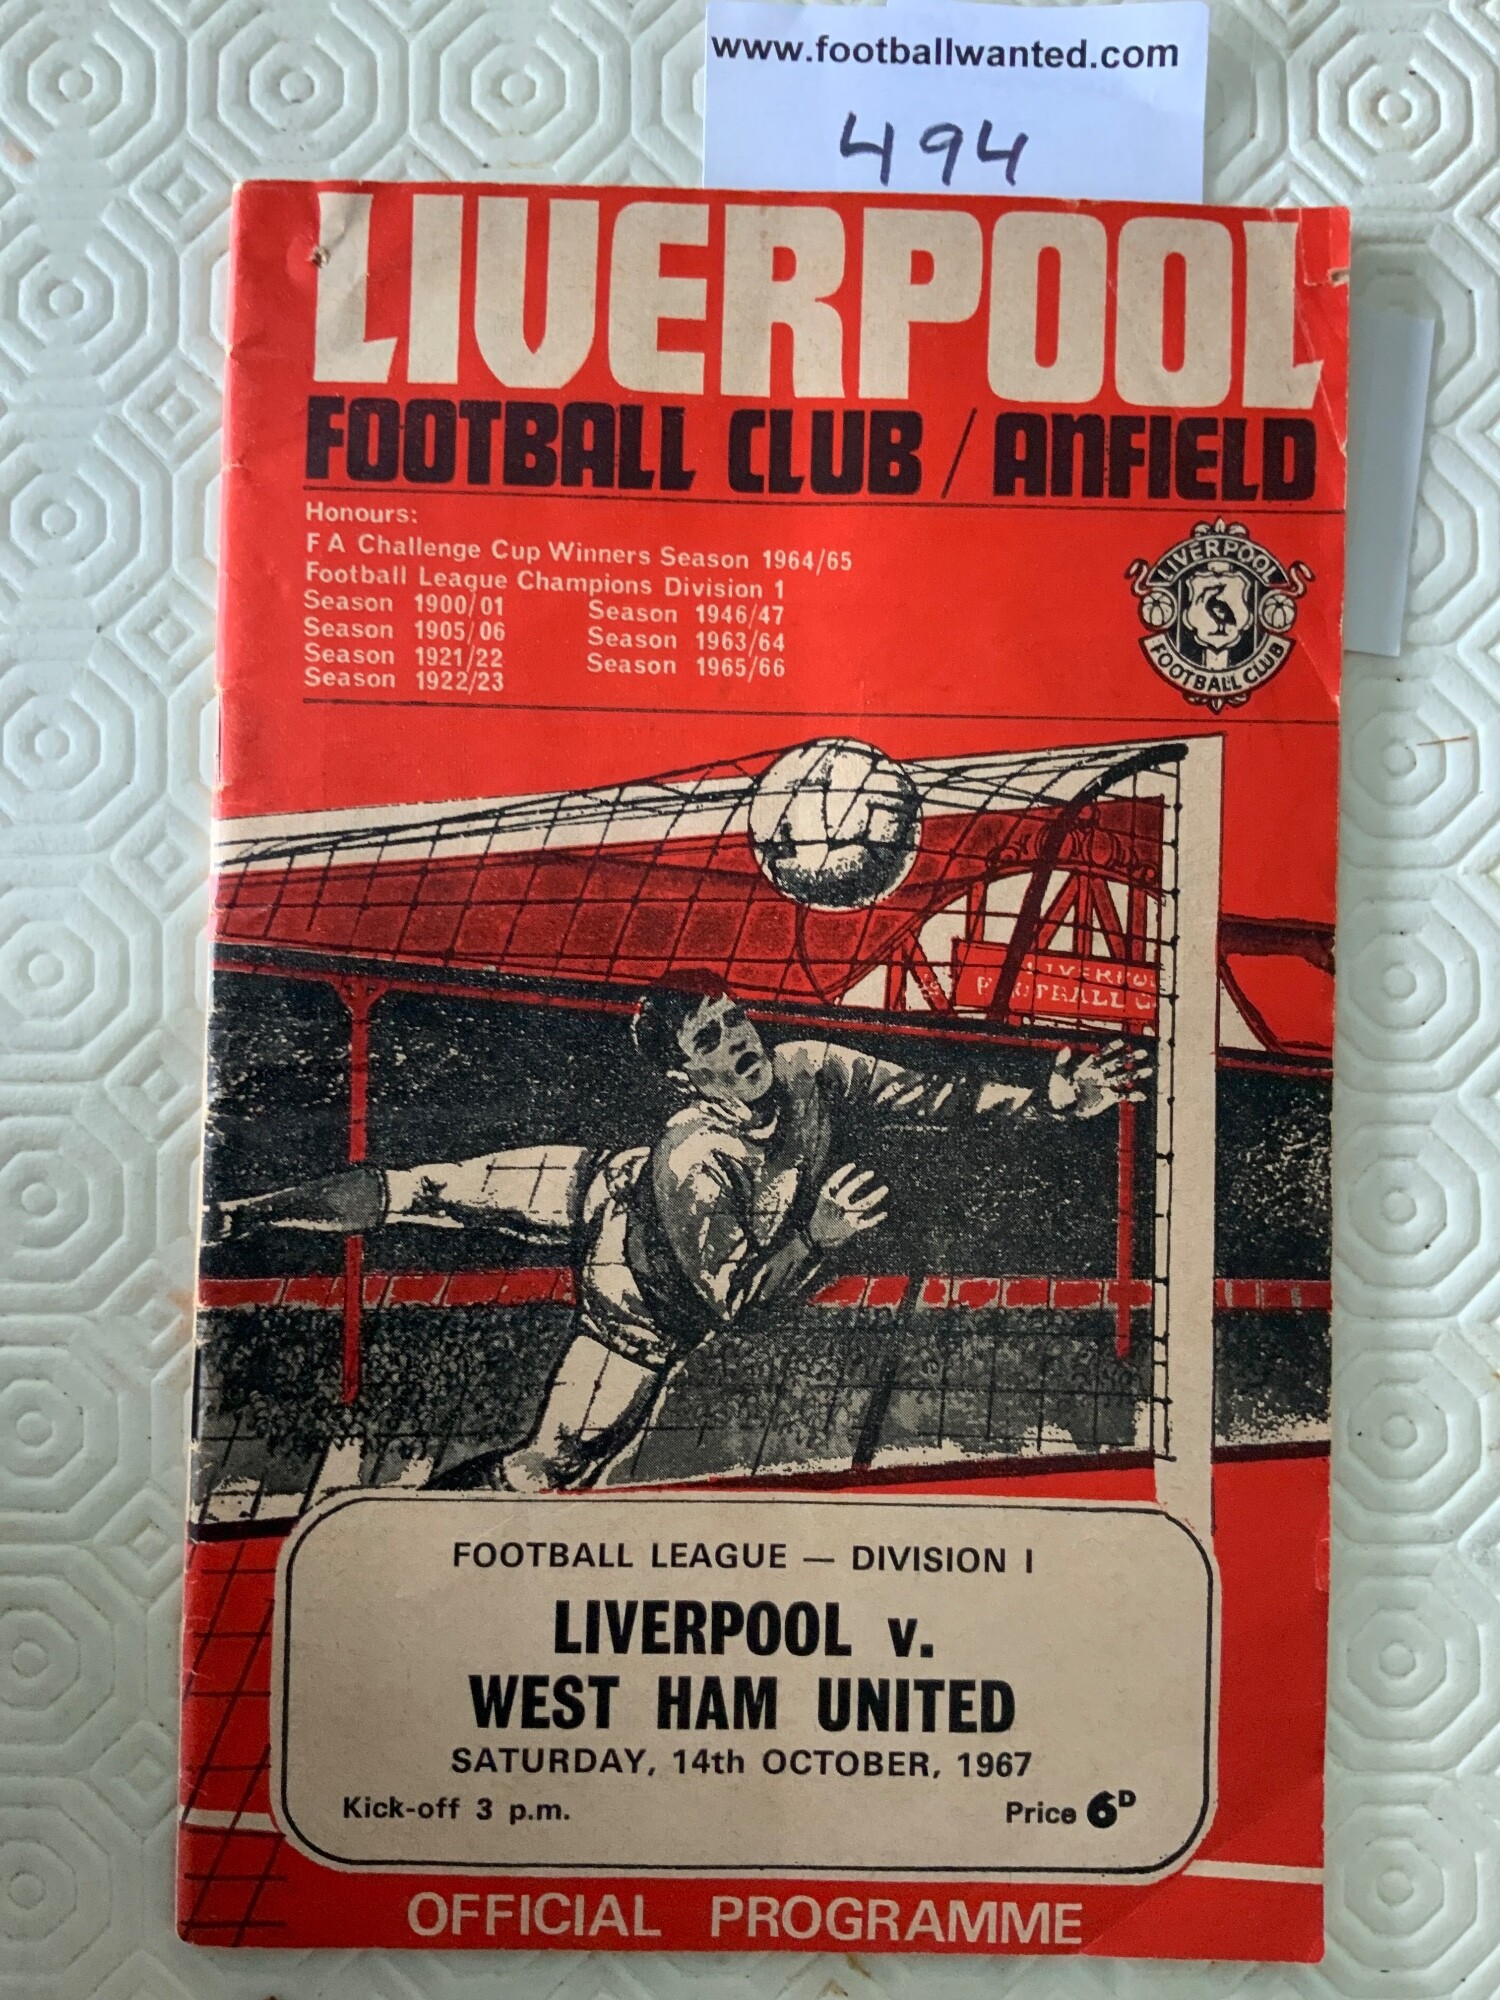 www.footballwanted.com
494
LIVERPOOL
FOOTBALL CLUB / ANFIELD
Honours:
F A Challenge Cup Winners Season 1964/65
Football League Champions Division 1
Season 1900/01 Season 1946/47
Season 1905/06 Season 1963/64
Season 1921/22 Season 1965/66
Season 1922/23
LIVERPOOL
FOOTBALL CLUB
LIVERPOO
FOOTBALL C
FOOTBALL LEAGUE — DIVISION I
LIVERPOOL v.
WEST HAM UNITED
SATURDAY, 14th OCTOBER, 1967
Kick-off 3 p.m. Price 6D
OFFICIAL PROGRAMME